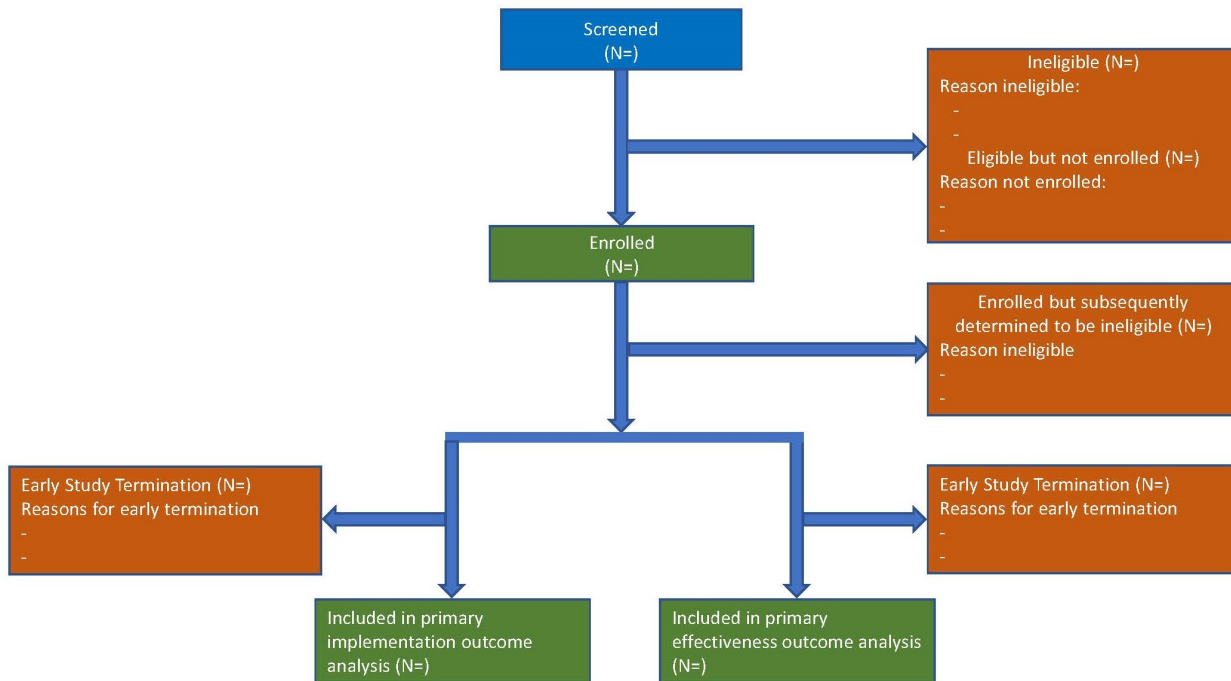 Screened
(N=)
Ineligible (N=)
Reason ineligible:
-
-
Eligible but not enrolled (N=)
Reason not enrolled:
-
-
Enrolled
(N=)
Enrolled but subsequently
determined to be ineligible (N=)
Reason ineligible
-
-
Early Study Termination (N=)
Reasons for early termination
-
-
Early Study Termination (N=)
Reasons for early termination
-
-
Included in primary
implementation outcome
analysis (N=)
Included in primary
effectiveness outcome analysis
(N=)